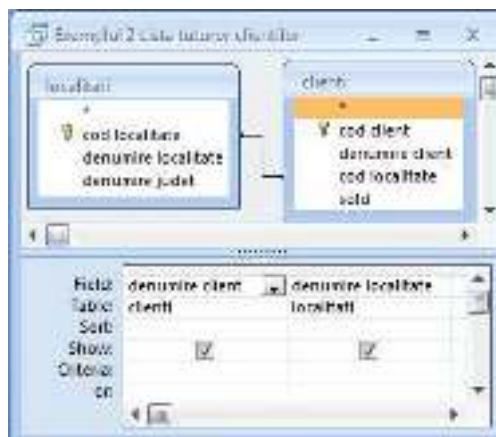 Exemplul 2 Lista tuturor clientilor
localitati
*
cod localitate
denumire localitate
denumire judet
clienti
*
cod client
denumire client
cod localitate
sold
Field: denumire client denumire localitate
Table: clienti localitati
Sort:
Show:
Criteria:
or: